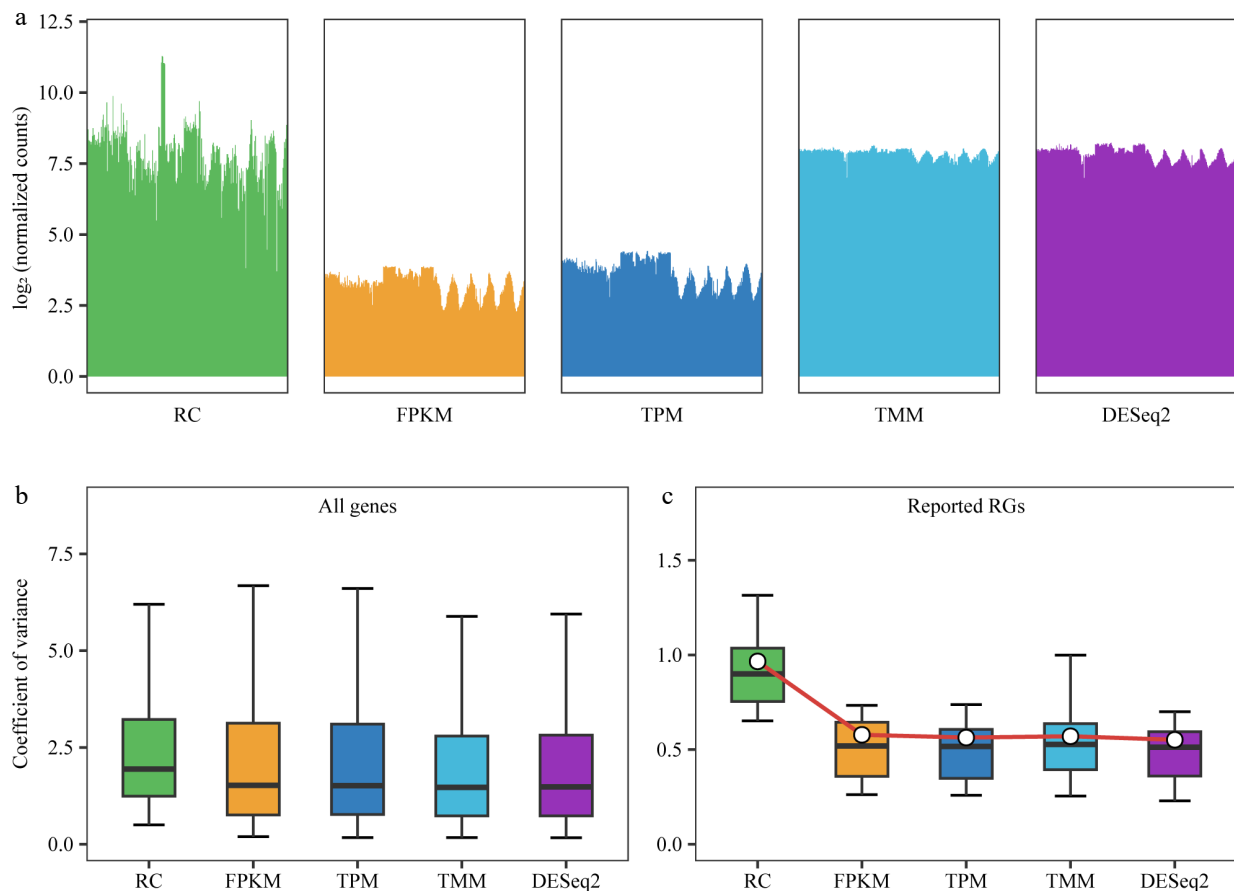 a
12.5
10.0
7.5
5.0
2.5
0.0
log₂ (normalized counts)
RC FPKM TPM TMM DESeq2
b
All genes
7.5
5.0
2.5
0.0
Coefficient of variance
RC FPKM TPM TMM DESeq2
c
Reported RGs
1.5
1.0
0.5
0.0
RC FPKM TPM TMM DESeq2